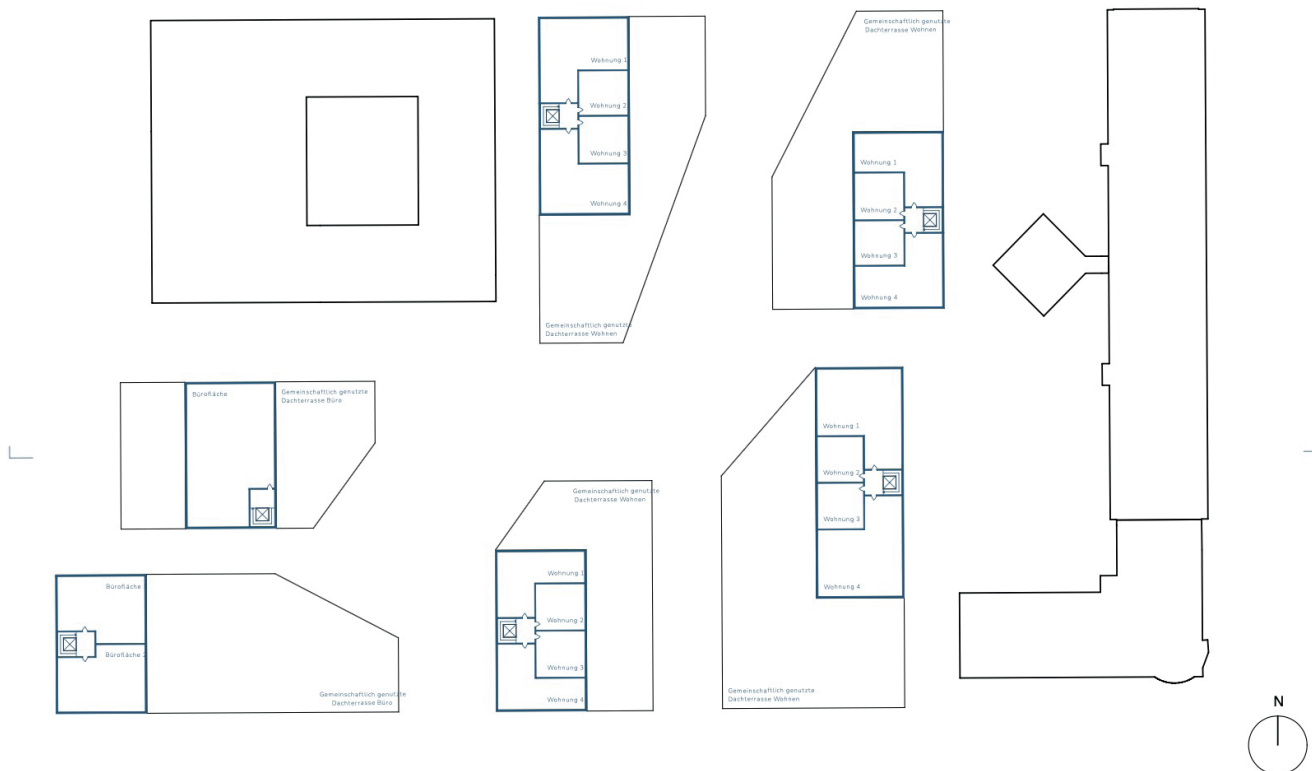 Gemeinschaftlich genutzte
Dachterrasse Wohnen
Wohnung 1
Wohnung 2
Wohnung 3
Wohnung 4
Gemeinschaftlich genutzte
Dachterrasse Wohnen
Wohnung 1
Wohnung 2
Wohnung 3
Wohnung 4
Bürofläche
Gemeinschaftlich genutzte
Dachterrasse Büro
Wohnung 1
Wohnung 2
Wohnung 3
Wohnung 4
Gemeinschaftlich genutzte
Dachterrasse Wohnen
Gemeinschaftlich genutzte
Dachterrasse Wohnen
Wohnung 1
Wohnung 2
Wohnung 3
Wohnung 4
Bürofläche
Bürofläche 2
Gemeinschaftlich genutzte
Dachterrasse Büro
N